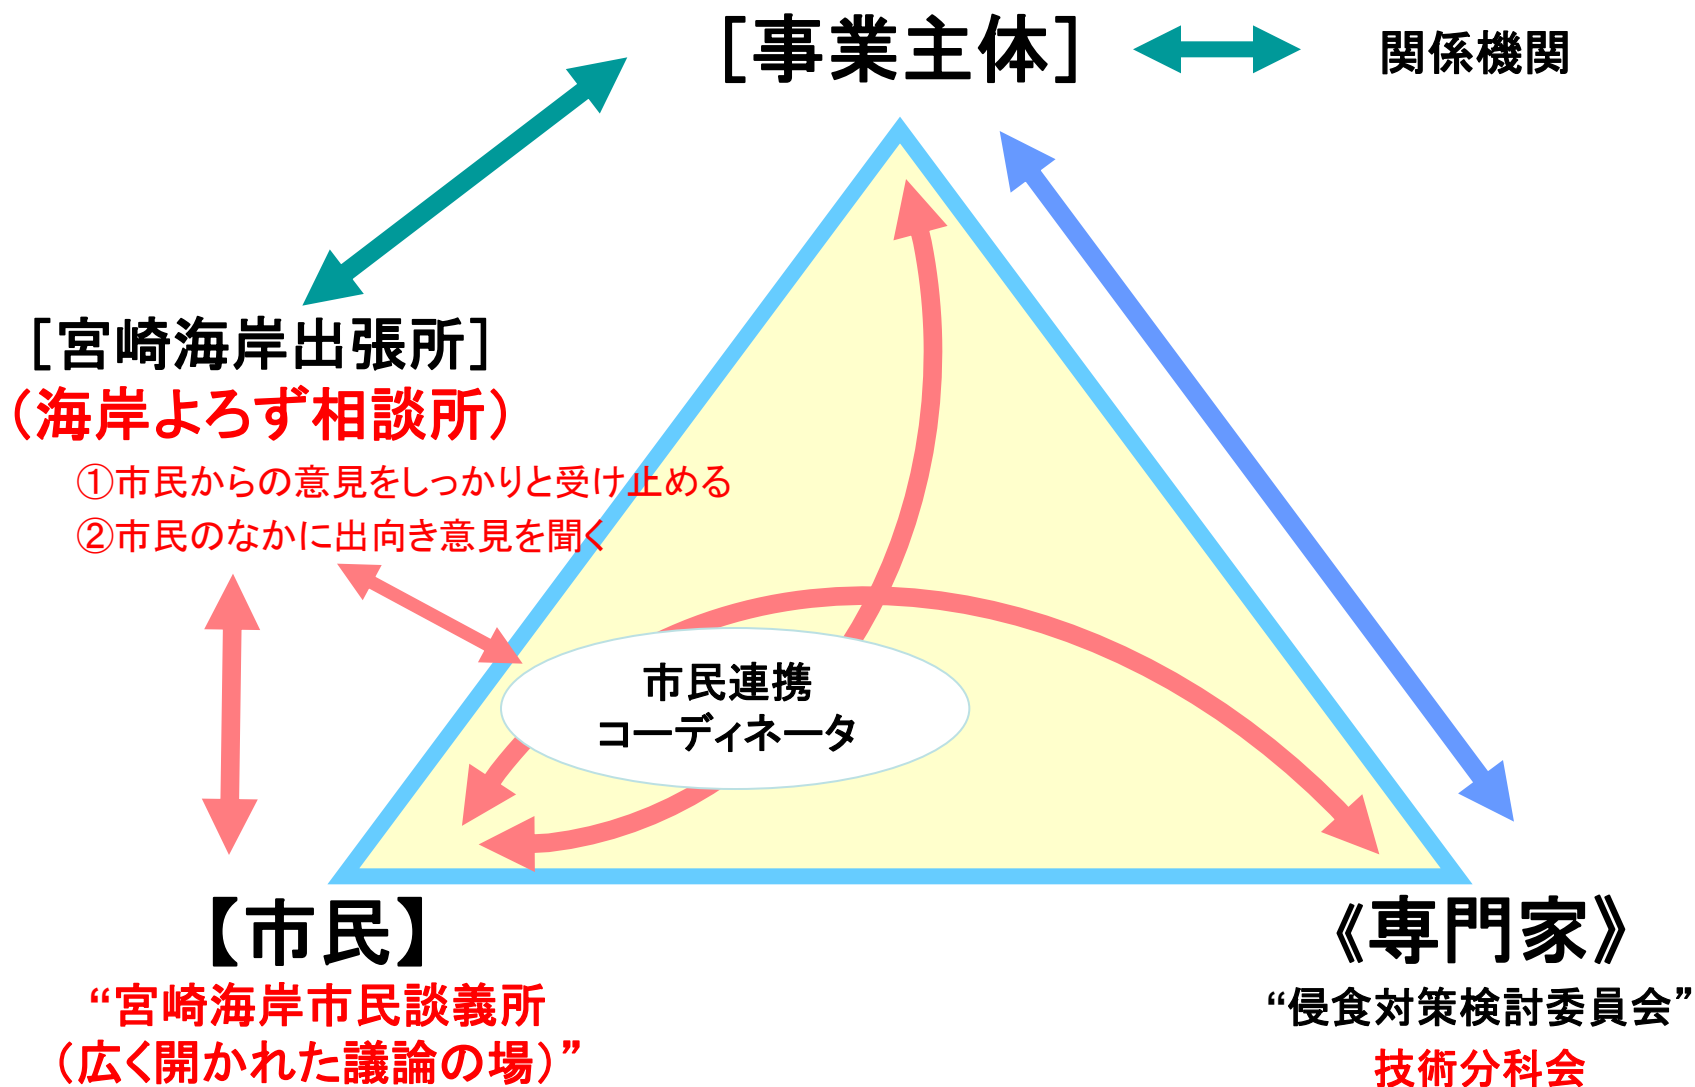 [事業主体]
関係機関
[宮崎海岸出張所]
（海岸よろず相談所）
①市民からの意見をしっかりと受け止める
②市民のなかに出向き意見を聞く
市民連携
コーディネータ
【市民】
“宮崎海岸市民談義所
（広く開かれた議論の場）”
《専門家》
“侵食対策検討委員会”
技術分科会